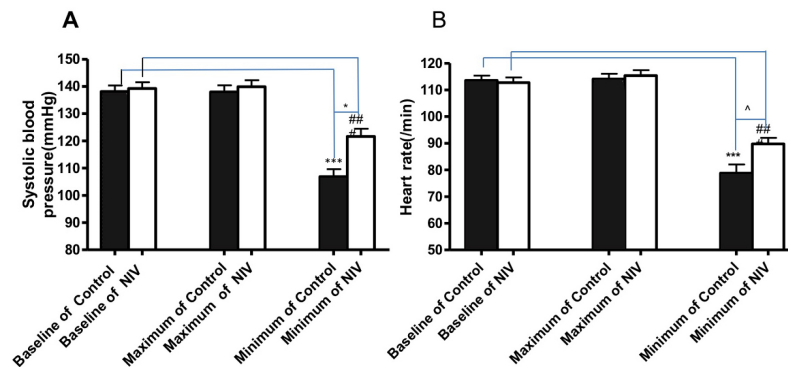 A
Systolic blood
pressure(mmHg)
150
140
130
120
110
100
90
80
*
##
#
***
Baseline of Control
Baseline of NIV
Maximum of Control
Maximum of NIV
Minimum of Control
Minimum of NIV
B
Heart rate(/min)
120
110
100
90
80
70
60
50
^
##
***
Baseline of Control
Baseline of NIV
Maximum of Control
Maximum of NIV
Minimum of Control
Minimum of NIV